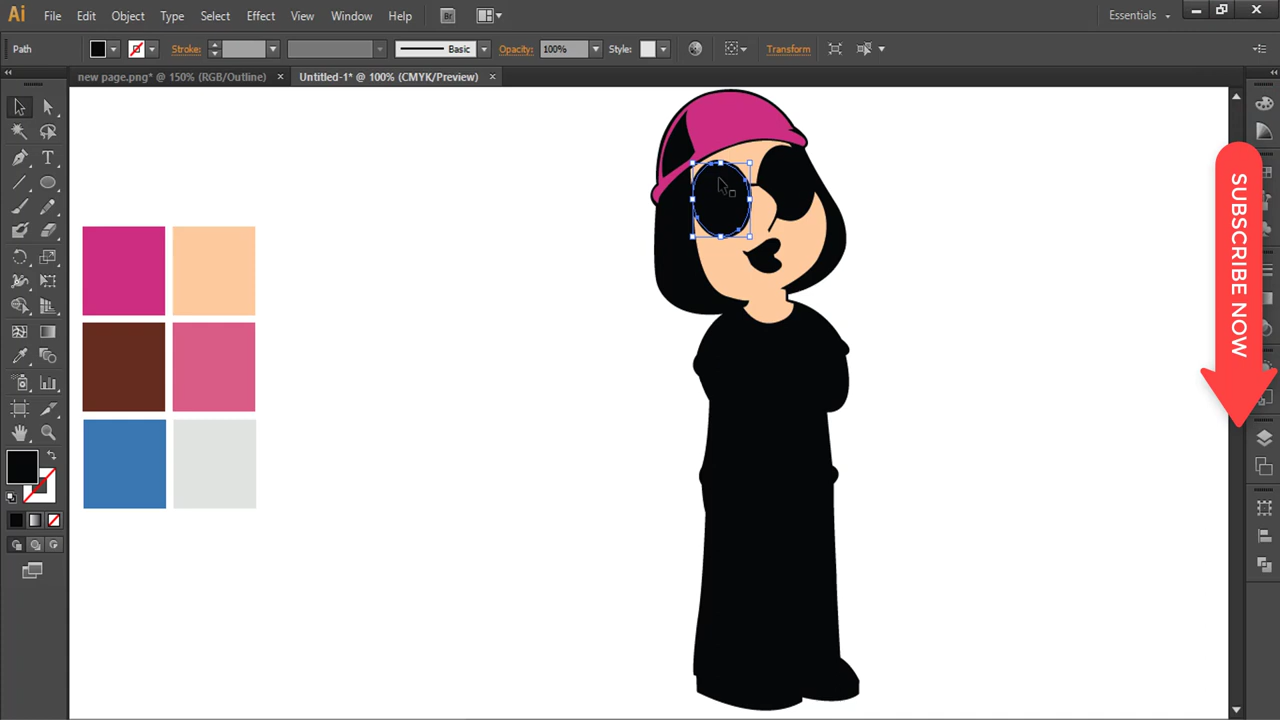 Ai File Edit Object Type Select Effect View Window Help Br Essentials
Path Stroke: Basic Opacity: 100% Style: Transform
new page.png* @ 150% (RGB/Outline) × Untitled-1* @ 100% (CMYK/Preview) ×
SUBSCRIBE NOW